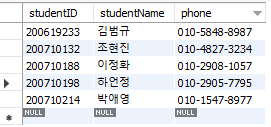 studentID studentName phone
200619233 김범규 010-5848-8987
200710132 조현진 010-4827-3234
200710188 이정화 010-2908-1057
200710198 하언정 010-2905-7795
200710214 박애영 010-1547-8977
NULL NULL NULL